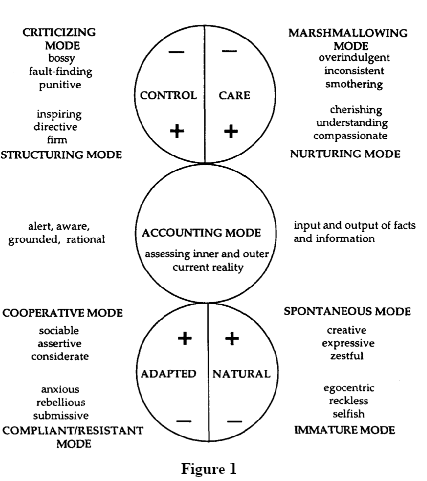 CRITICIZING
MODE
bossy
fault-finding
punitive
inspiring
directive
firm
STRUCTURING MODE
−
−
CONTROL
CARE
+
+
MARSHMALLOWING
MODE
overindulgent
inconsistent
smothering
cherishing
understanding
compassionate
NURTURING MODE
alert, aware,
grounded, rational
ACCOUNTING MODE
assessing inner and outer
current reality
input and output of facts
and information
COOPERATIVE MODE
sociable
assertive
considerate
anxious
rebellious
submissive
COMPLIANT/RESISTANT
MODE
+
+
ADAPTED
NATURAL
−
−
SPONTANEOUS MODE
creative
expressive
zestful
egocentric
reckless
selfish
IMMATURE MODE
Figure 1